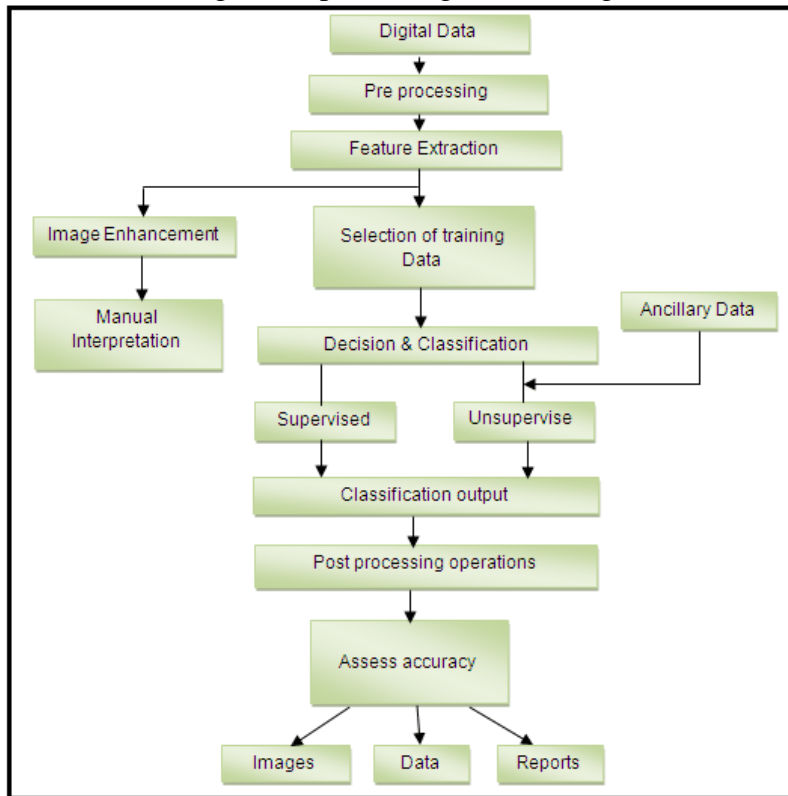 Digital Data
Pre processing
Feature Extraction
Image Enhancement
Selection of training
Data
Manual
Interpretation
Ancillary Data
Decision & Classification
Supervised
Unsupervise
Classification output
Post processing operations
Assess accuracy
Images
Data
Reports